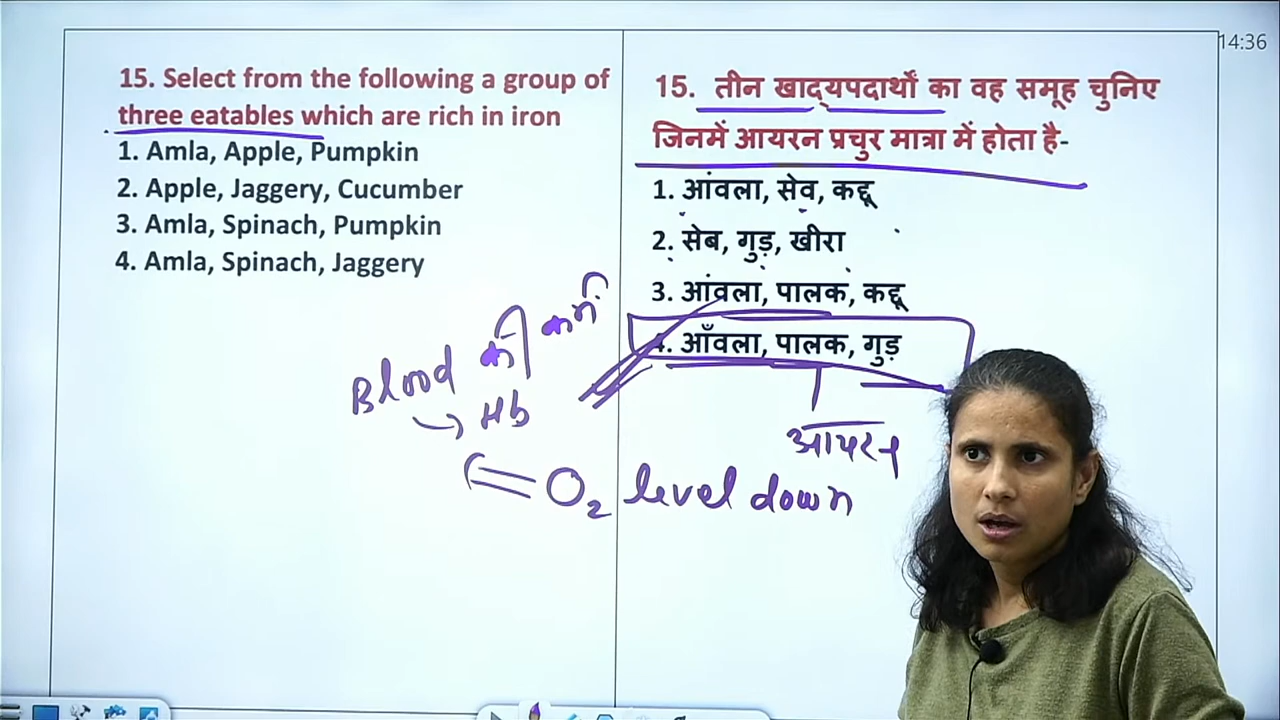 14:36
15. Select from the following a group of
three eatables which are rich in iron
1. Amla, Apple, Pumpkin
2. Apple, Jaggery, Cucumber
3. Amla, Spinach, Pumpkin
4. Amla, Spinach, Jaggery
15. तीन खाद्यपदार्थों का वह समूह चुनिए
जिनमें आयरन प्रचुर मात्रा में होता है-
1. आंवला, सेव, कद्दू
2. सेब, गुड़, खीरा
3. आंवला, पालक, कद्दू
4. आँवला, पालक, गुड़
Blood की कमी
Hb
O2 level down
आयरन